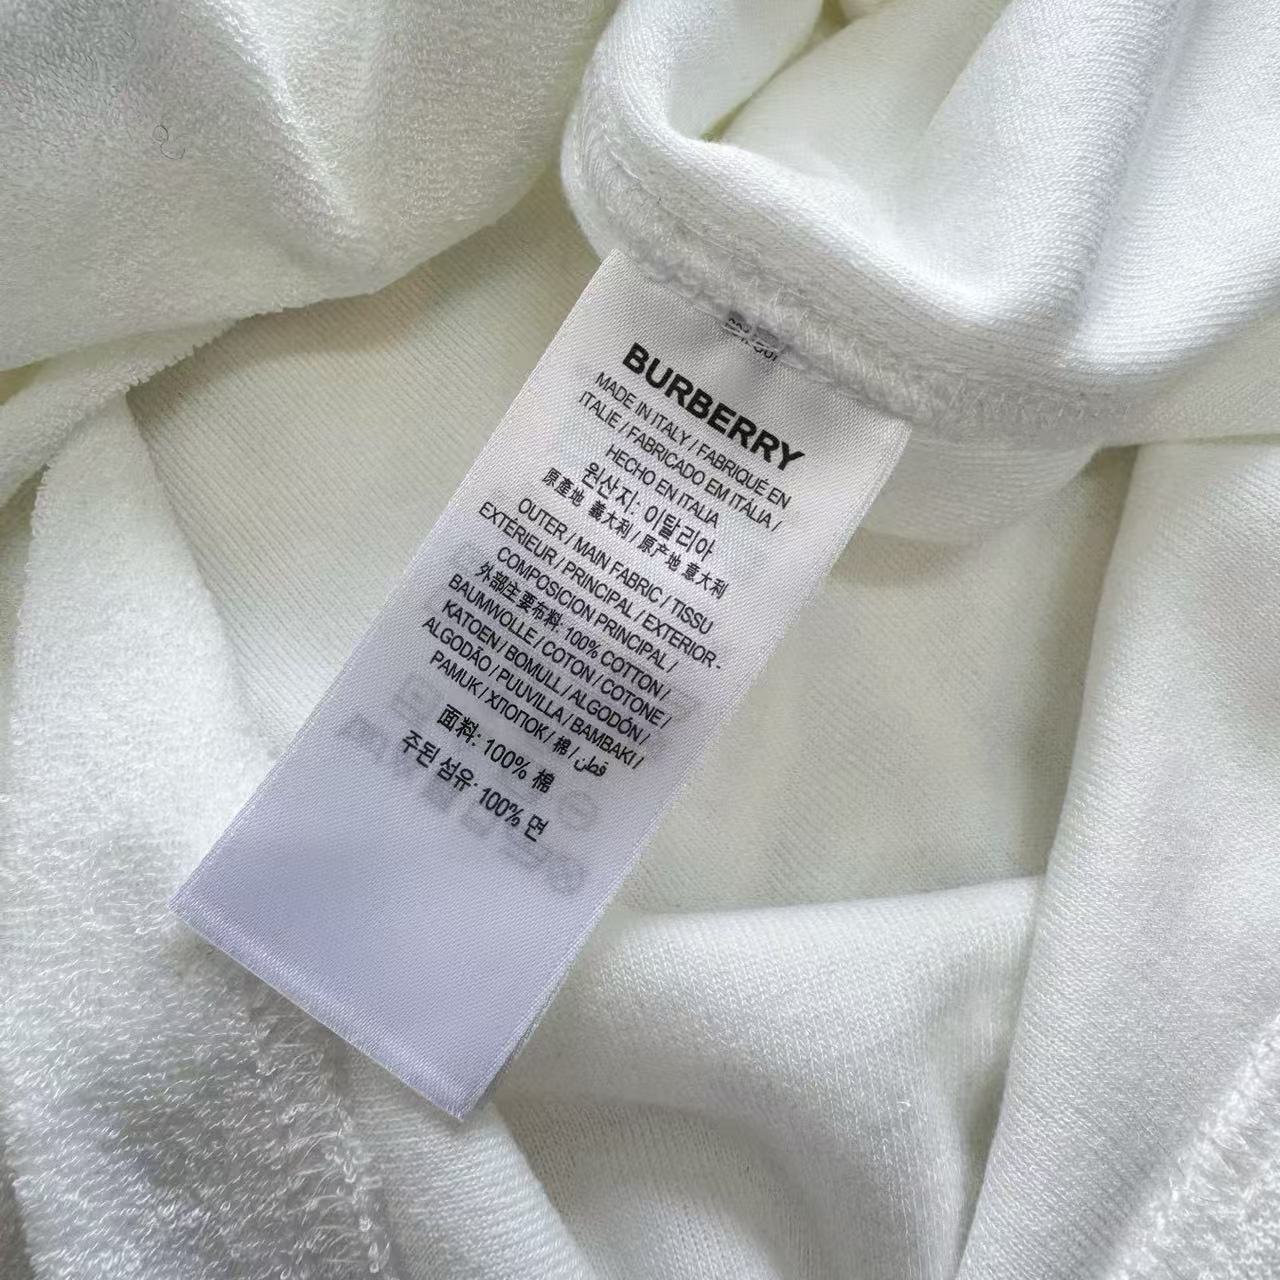 BURBERRY
MADE IN ITALY / FABRIQUÉ EN
ITALIE / FABRICADO EM ITÁLIA /
HECHO EN ITALIA
원산지: 이탈리아
原產地 義大利 / 原产地 意大利
OUTER / MAIN FABRIC / TISSU
EXTÉRIEUR / PRINCIPAL / EXTERIOR -
COMPOSICION PRINCIPAL /
外部主要布料: 100% COTTON /
BAUMWOLLE / COTON / COTONE /
KATOEN / BOMULL / ALGODÓN /
ALGODÃO / PUUVILLA / BAMBAKI /
PAMUK / ХЛОПОК / 棉 / قطن
面料: 100% 棉
주된 섬유: 100% 면